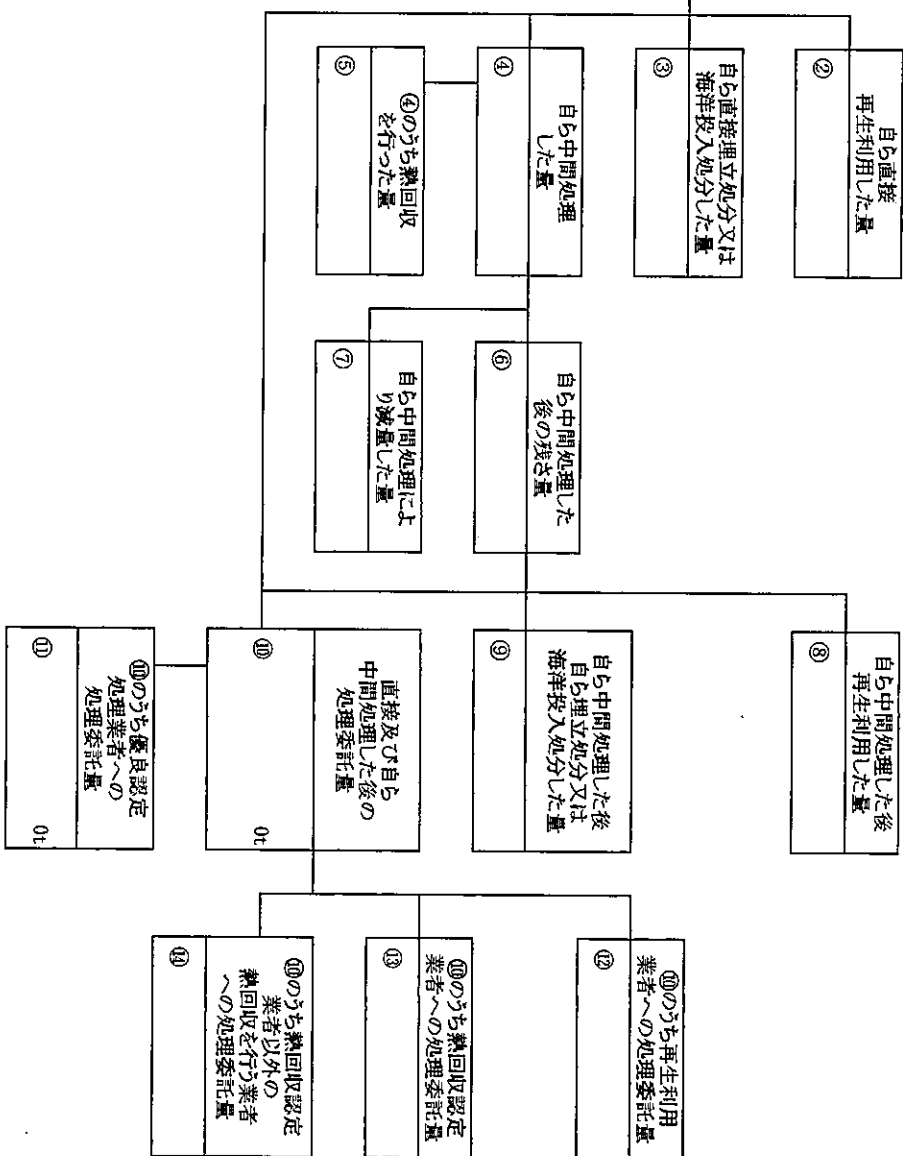 ②
自ら直接
再生利用した量
③
自ら直接埋立処分又は
海洋投入処分した量
④
自ら中間処理
した量
⑤
④のうち熱回収
を行った量
⑥
自ら中間処理した
後の残さ量
⑦
自ら中間処理によ
り減量した量
⑧
自ら中間処理した後
再生利用した量
⑨
自ら中間処理した後
自ら埋立処分又は
海洋投入処分した量
⑩
直接及び自ら
中間処理した後の
処理委託量
0t
⑪
⑩のうち優良認定
処理業者への
処理委託量
0t
⑫
⑩のうち再生利用
業者への処理委託量
⑬
⑩のうち熱回収認定
業者への処理委託量
⑭
⑩のうち熱回収認定
業者以外の
熱回収を行う業者
への処理委託量